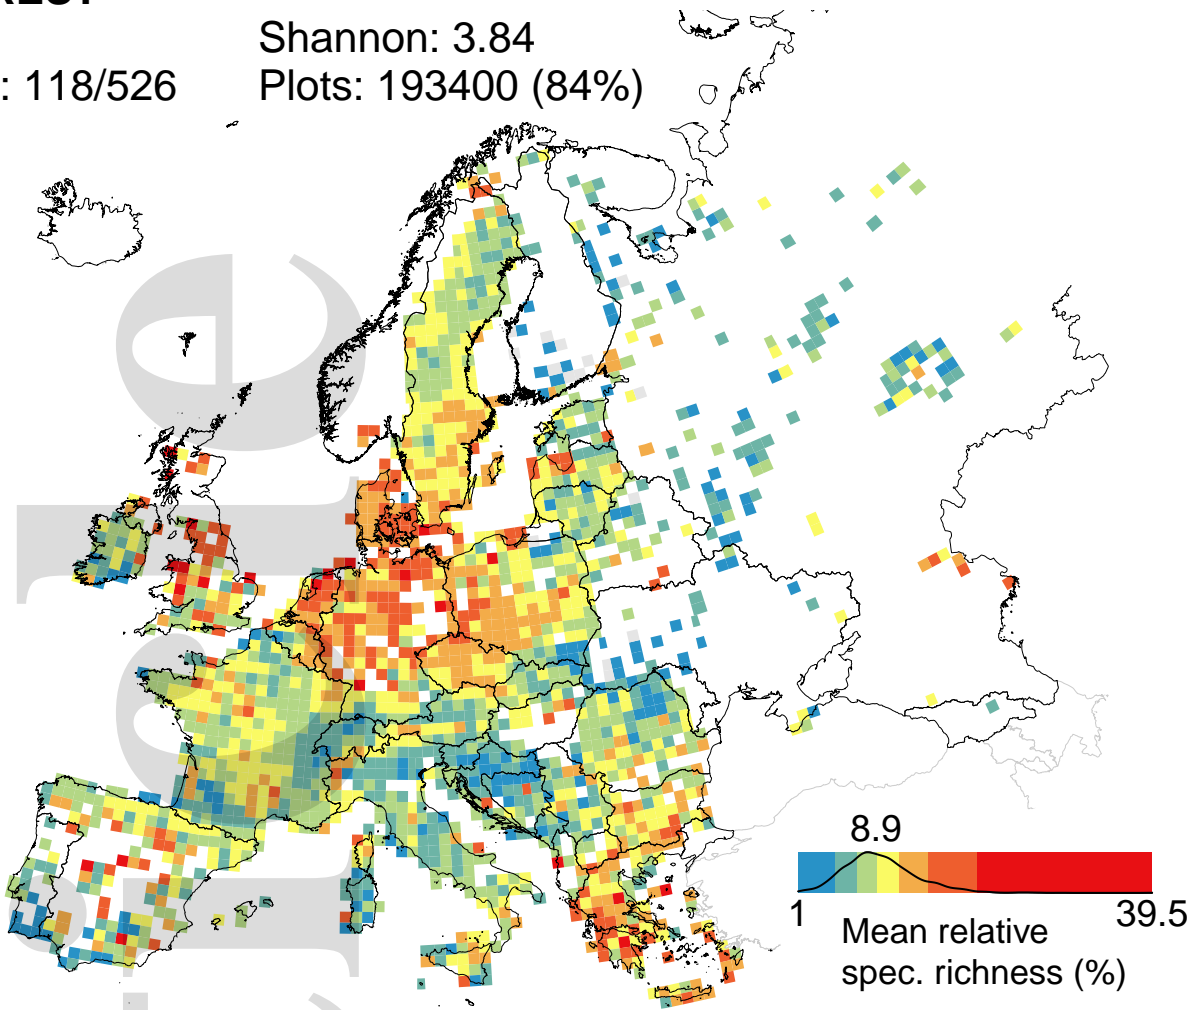 Shannon: 3.84
: 118/526
Plots: 193400 (84%)
8.9
1
39.5
Mean relative
spec. richness (%)